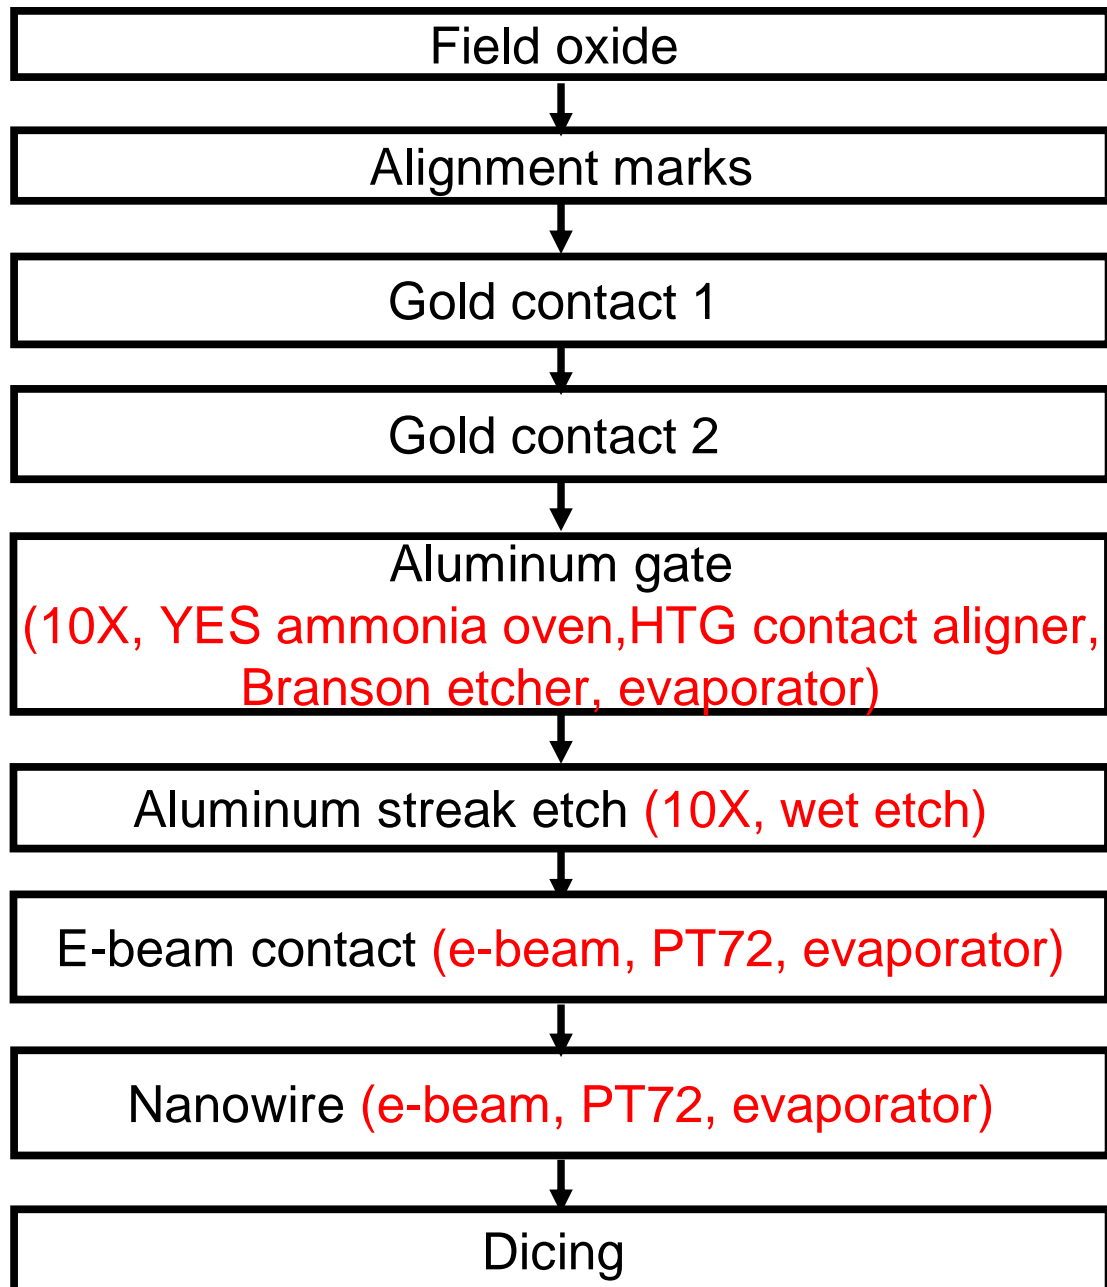 Field oxide
Alignment marks
Gold contact 1
Gold contact 2
Aluminum gate
(10X, YES ammonia oven,HTG contact aligner,
Branson etcher, evaporator)
Aluminum streak etch (10X, wet etch)
E-beam contact (e-beam, PT72, evaporator)
Nanowire (e-beam, PT72, evaporator)
Dicing